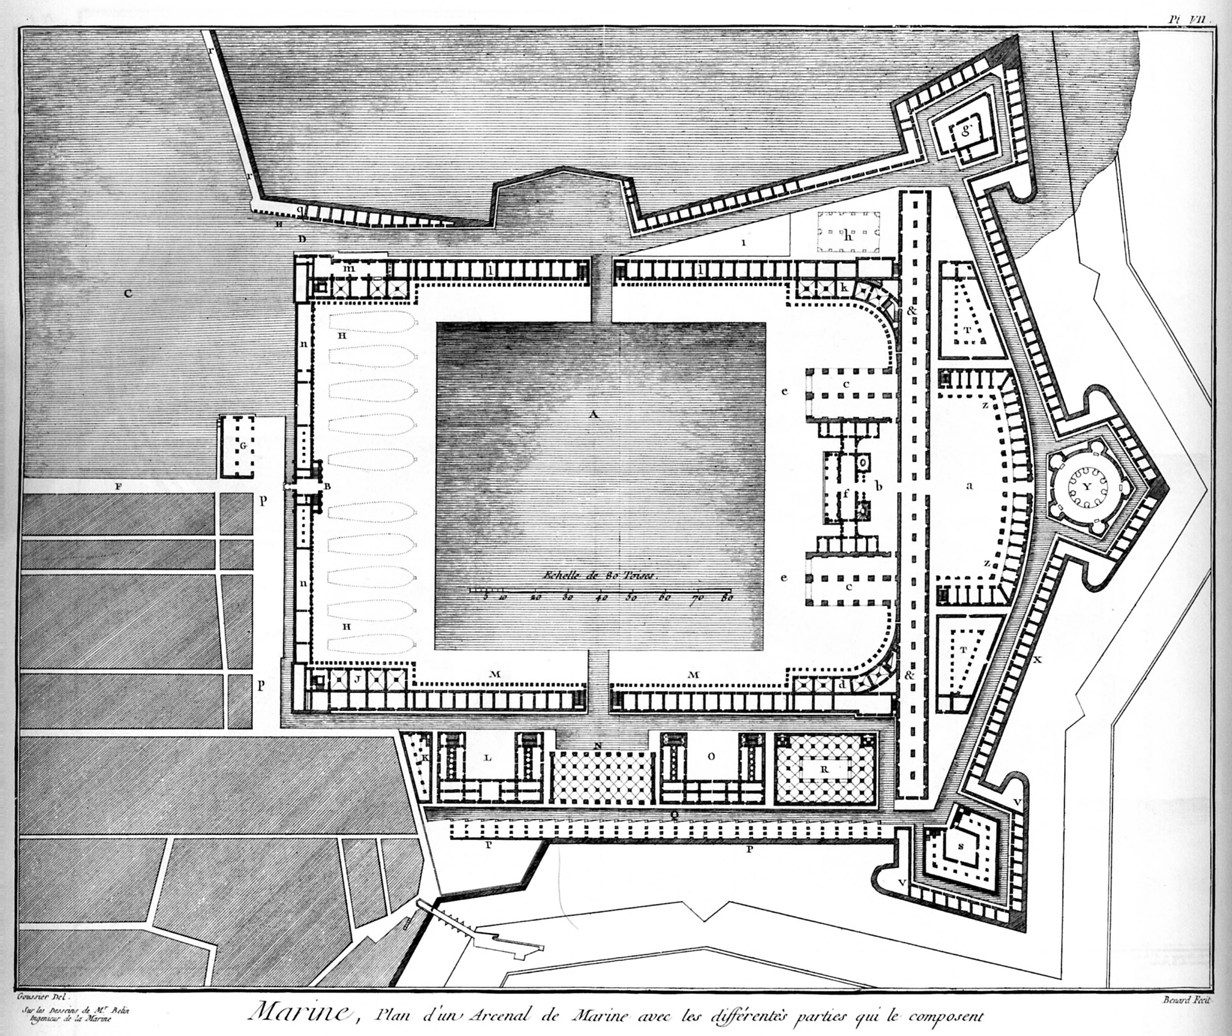 Pl VII.
r
g
r
q
H
D
h
i
C
m
l
l
k
&
n
H
T
e
c
Z
A
G
F
p
B
O
b
f
a
Y
Echelle de 80 Toises.
5 10 20 30 40 50 60 70 80
e
c
Z
n
H
T
X
p
J
M
M
d
&
K
L
N
O
R
Q
V
P
P
S
V
Goussier Del.
Sur les Desseins de Mr. Belin
Ingenieur de la Marine
Marine, Plan d'un Arcenal de Marine avec les différentes parties qui le composent
Benard Fecit